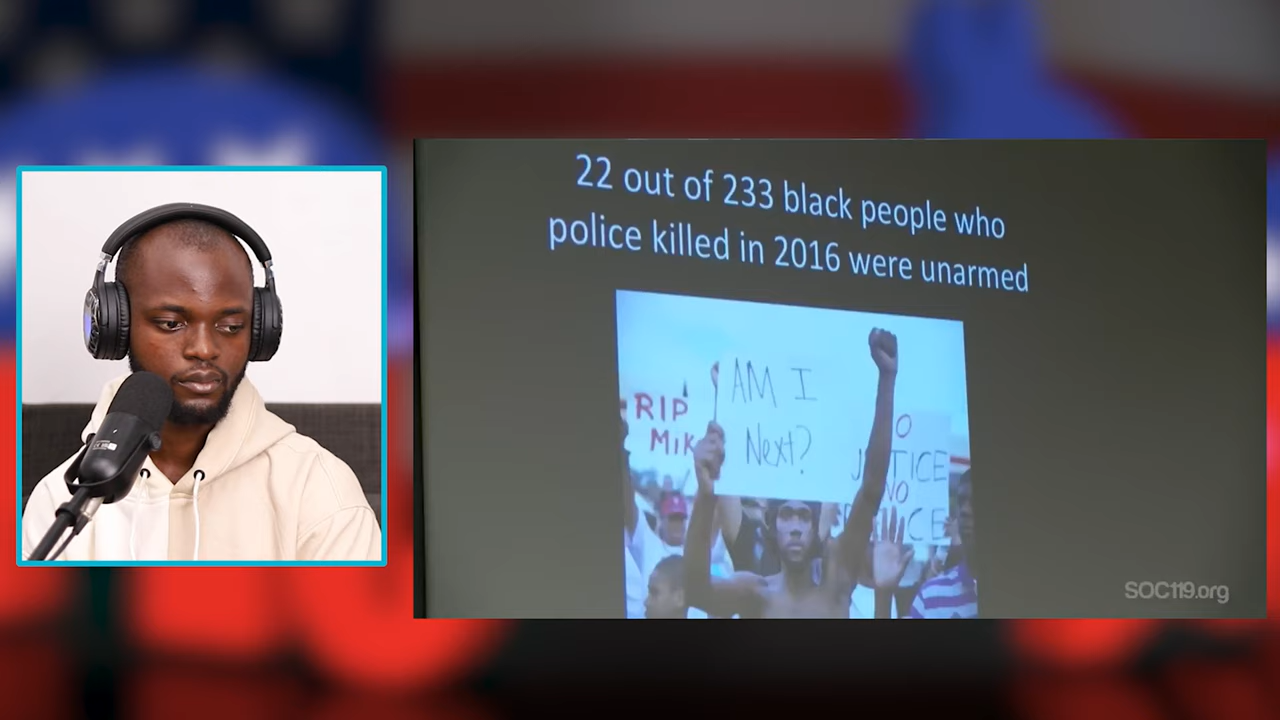 22 out of 233 black people who
police killed in 2016 were unarmed
AM I
Next?
RIP
MIK
JUSTICE
NO
SOC119.org